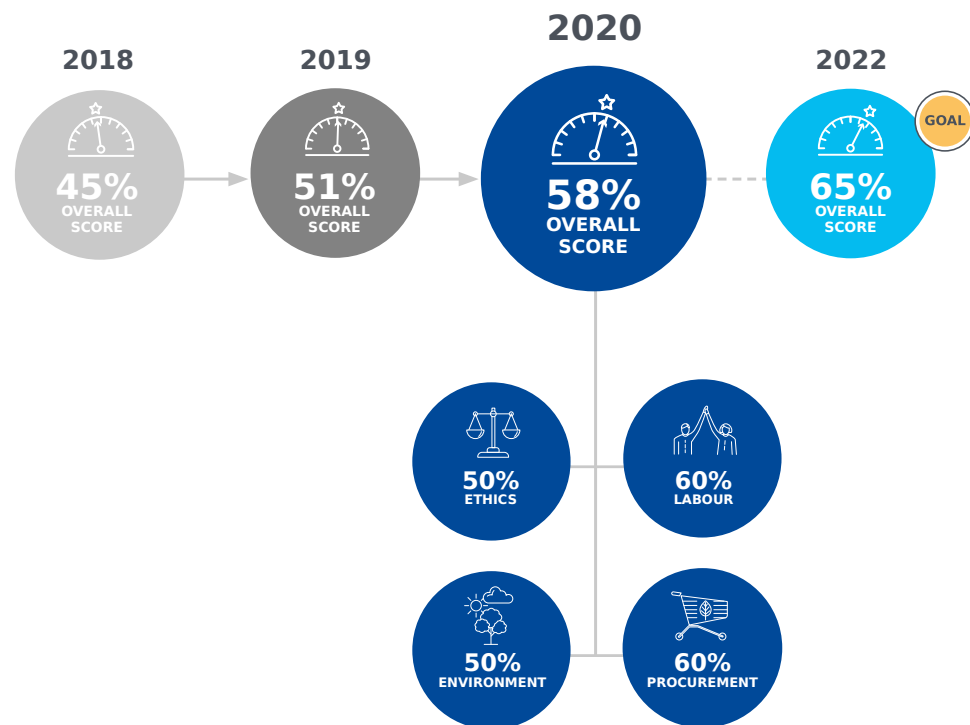 2018
45%
OVERALL
SCORE
2019
51%
OVERALL
SCORE
2020
58%
OVERALL
SCORE
2022
GOAL
65%
OVERALL
SCORE
50%
ETHICS
60%
LABOUR
50%
ENVIRONMENT
60%
PROCUREMENT